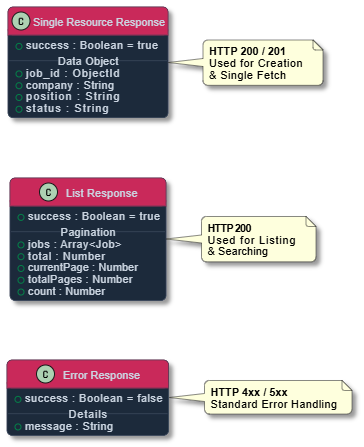 C Single Resource Response
success : Boolean = true
Data Object
job_id : ObjectId
company : String
position : String
status : String
HTTP 200 / 201
Used for Creation
& Single Fetch
C List Response
success : Boolean = true
Pagination
jobs : Array<Job>
total : Number
currentPage : Number
totalPages : Number
count : Number
HTTP 200
Used for Listing
& Searching
C Error Response
success : Boolean = false
Details
message : String
HTTP 4xx / 5xx
Standard Error Handling